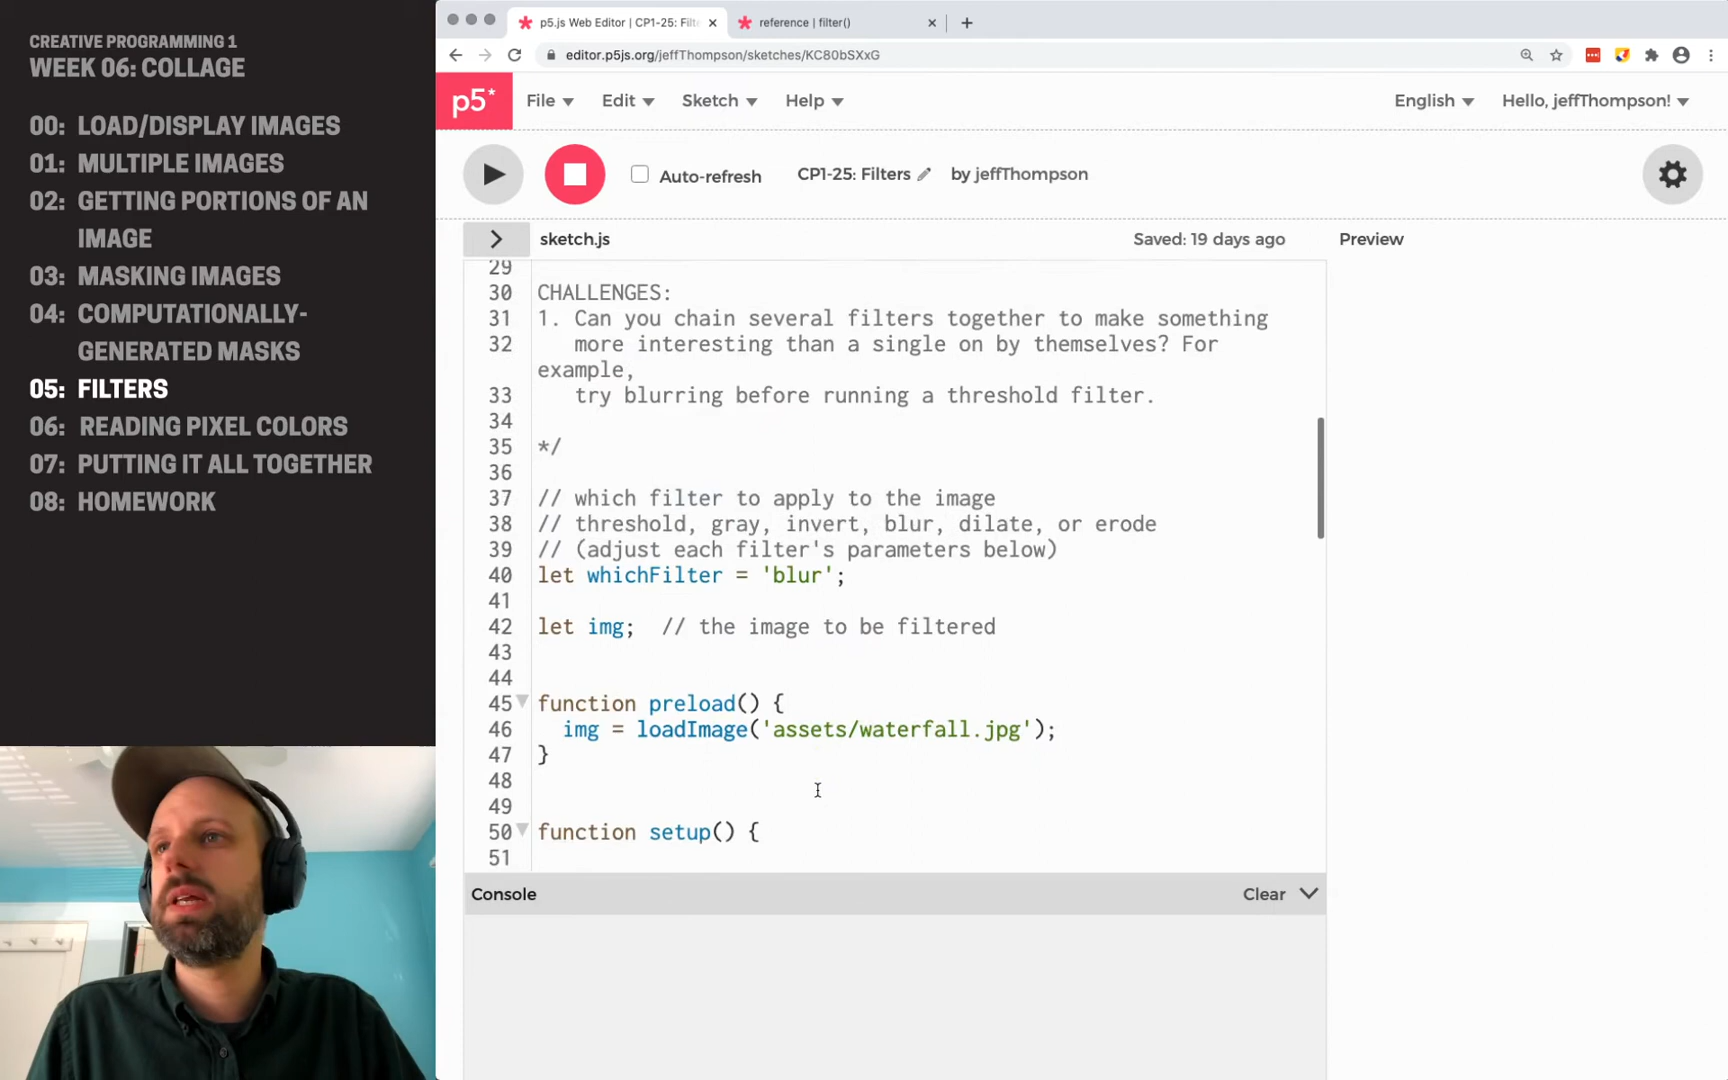 CREATIVE PROGRAMMING 1
WEEK 06: COLLAGE
00: LOAD/DISPLAY IMAGES
01: MULTIPLE IMAGES
02: GETTING PORTIONS OF AN
IMAGE
03: MASKING IMAGES
04: COMPUTATIONALLY-
GENERATED MASKS
05: FILTERS
06: READING PIXEL COLORS
07: PUTTING IT ALL TOGETHER
08: HOMEWORK
p5.js Web Editor | CP1-25: Filt
reference | filter()
editor.p5js.org/jeffThompson/sketches/KC80bSXxG
p5* File Edit Sketch Help English Hello, jeffThompson!
Auto-refresh CP1-25: Filters by jeffThompson
sketch.js Saved: 19 days ago Preview
29
30 CHALLENGES:
31 1. Can you chain several filters together to make something
32 more interesting than a single on by themselves? For
example,
33 try blurring before running a threshold filter.
34
35 */
36
37 // which filter to apply to the image
38 // threshold, gray, invert, blur, dilate, or erode
39 // (adjust each filter's parameters below)
40 let whichFilter = 'blur';
41
42 let img; // the image to be filtered
43
44
45 function preload() {
46 img = loadImage('assets/waterfall.jpg');
47 }
48
49
50 function setup() {
51
Console Clear